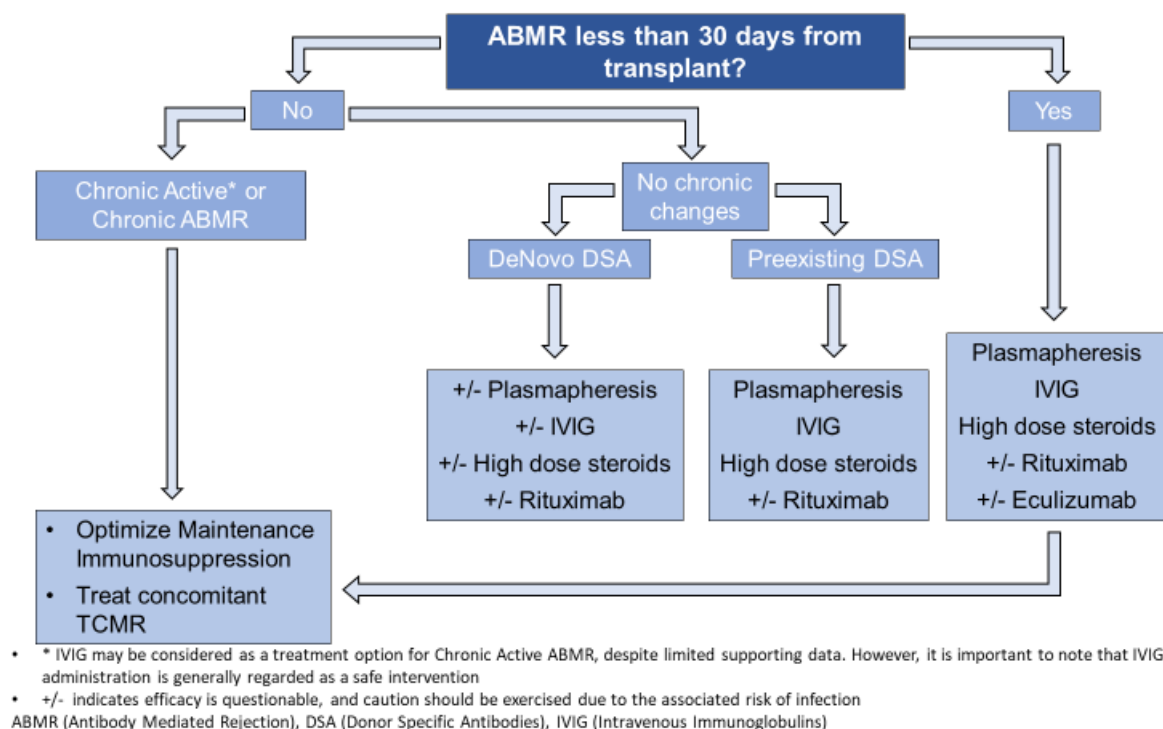 ABMR less than 30 days from
transplant?
No
Yes
Chronic Active* or
Chronic ABMR
No chronic
changes
DeNovo DSA
Preexisting DSA
+/- Plasmapheresis
+/- IVIG
+/- High dose steroids
+/- Rituximab
Plasmapheresis
IVIG
High dose steroids
+/- Rituximab
Plasmapheresis
IVIG
High dose steroids
+/- Rituximab
+/- Eculizumab
• Optimize Maintenance
Immunosuppression
• Treat concomitant
TCMR
• * IVIG may be considered as a treatment option for Chronic Active ABMR, despite limited supporting data. However, it is important to note that IVIG
administration is generally regarded as a safe intervention
• +/- indicates efficacy is questionable, and caution should be exercised due to the associated risk of infection
ABMR (Antibody Mediated Rejection), DSA (Donor Specific Antibodies), IVIG (Intravenous Immunoglobulins)